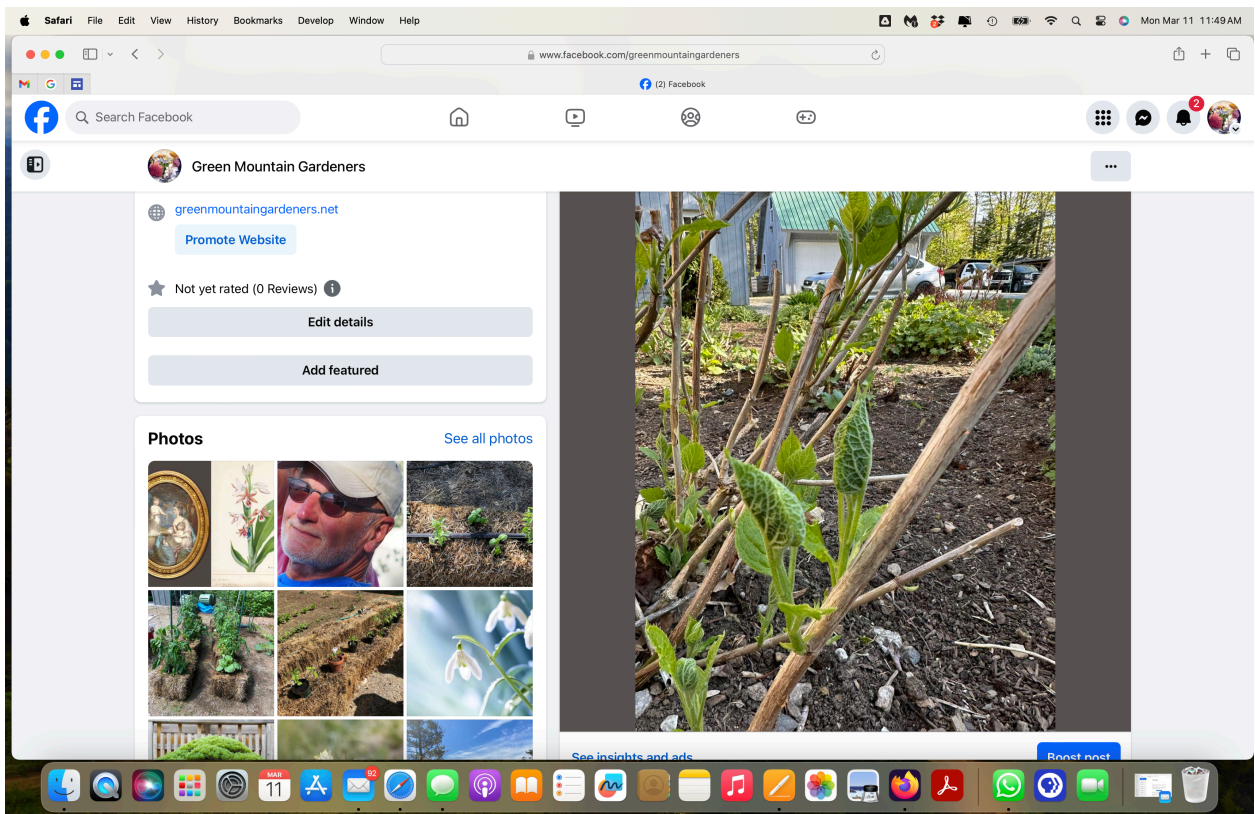 Safari File Edit View History Bookmarks Develop Window Help Mon Mar 11 11:49 AM
www.facebook.com/greenmountaingardeners
(2) Facebook
Search Facebook
2
Green Mountain Gardeners
greenmountaingardeners.net
Promote Website
Not yet rated (0 Reviews)
Edit details
Add featured
Photos See all photos
See insights and ads Boost post
MAR
11
92